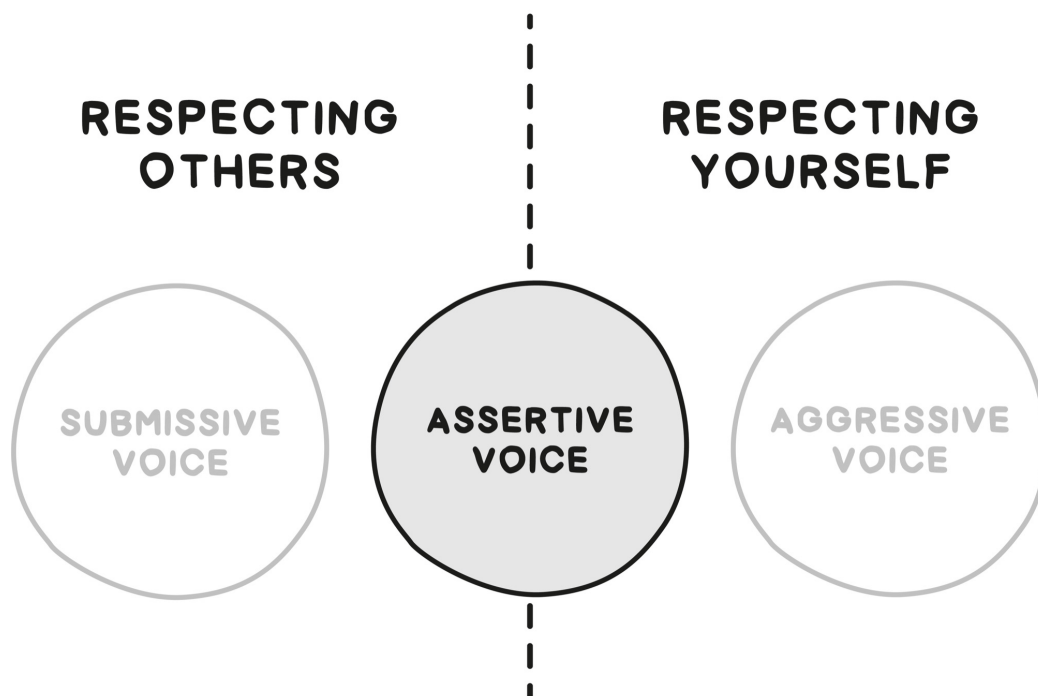 RESPECTING
OTHERS
RESPECTING
YOURSELF
SUBMISSIVE
VOICE
ASSERTIVE
VOICE
AGGRESSIVE
VOICE